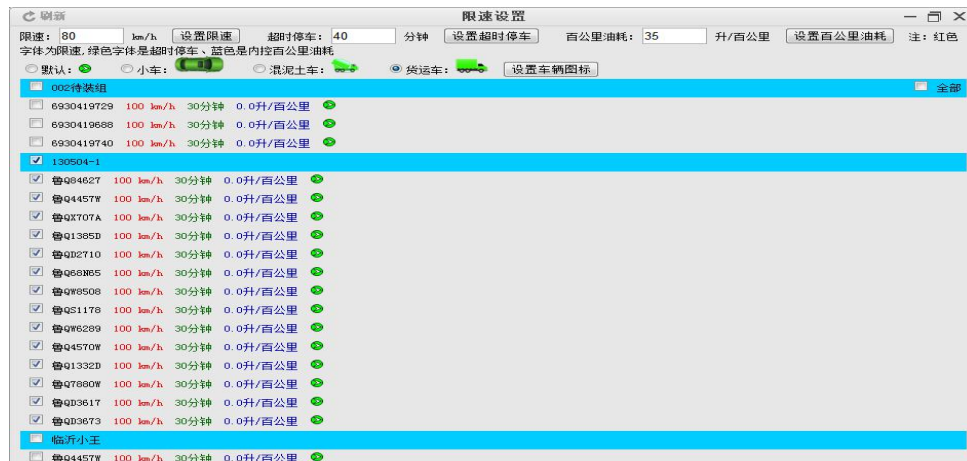 刷新 限速设置
限速: 80 km/h 设置限速 超时停车: 40 分钟 设置超时停车 百公里油耗: 35 升/百公里 设置百公里油耗 注: 红色
字体为限速,绿色字体是超时停车、蓝色是内控百公里油耗
默认: 小车: 混泥土车: 货运车: 设置车辆图标
002待装组 全部
6930419729 100 km/h 30分钟 0.0升/百公里
6930419688 100 km/h 30分钟 0.0升/百公里
6930419740 100 km/h 30分钟 0.0升/百公里
130504-1
鲁Q84627 100 km/h 30分钟 0.0升/百公里
鲁Q4457W 100 km/h 30分钟 0.0升/百公里
鲁QX707A 100 km/h 30分钟 0.0升/百公里
鲁Q1385D 100 km/h 30分钟 0.0升/百公里
鲁QD2710 100 km/h 30分钟 0.0升/百公里
鲁Q68N65 100 km/h 30分钟 0.0升/百公里
鲁QW8508 100 km/h 30分钟 0.0升/百公里
鲁QS1178 100 km/h 30分钟 0.0升/百公里
鲁QW6289 100 km/h 30分钟 0.0升/百公里
鲁Q4570W 100 km/h 30分钟 0.0升/百公里
鲁Q1332D 100 km/h 30分钟 0.0升/百公里
鲁Q7880W 100 km/h 30分钟 0.0升/百公里
鲁QD3617 100 km/h 30分钟 0.0升/百公里
鲁QD3673 100 km/h 30分钟 0.0升/百公里
临沂小王
鲁Q4457W 100 km/h 30分钟 0.0升/百公里